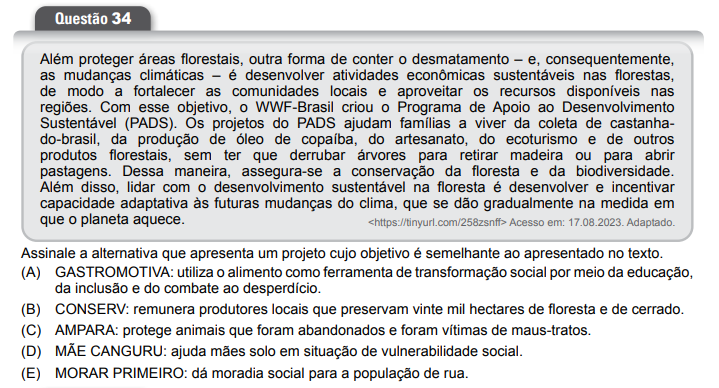 Questão 34
Além proteger áreas florestais, outra forma de conter o desmatamento – e, consequentemente,
as mudanças climáticas – é desenvolver atividades econômicas sustentáveis nas florestas,
de modo a fortalecer as comunidades locais e aproveitar os recursos disponíveis nas
regiões. Com esse objetivo, o WWF-Brasil criou o Programa de Apoio ao Desenvolvimento
Sustentável (PADS). Os projetos do PADS ajudam famílias a viver da coleta de castanha-
do-brasil, da produção de óleo de copaíba, do artesanato, do ecoturismo e de outros
produtos florestais, sem ter que derrubar árvores para retirar madeira ou para abrir
pastagens. Dessa maneira, assegura-se a conservação da floresta e da biodiversidade.
Além disso, lidar com o desenvolvimento sustentável na floresta é desenvolver e incentivar
capacidade adaptativa às futuras mudanças do clima, que se dão gradualmente na medida em
que o planeta aquece. <https://tinyurl.com/258zsnff> Acesso em: 17.08.2023. Adaptado.
Assinale a alternativa que apresenta um projeto cujo objetivo é semelhante ao apresentado no texto.
(A) GASTROMOTIVA: utiliza o alimento como ferramenta de transformação social por meio da educação,
da inclusão e do combate ao desperdício.
(B) CONSERV: remunera produtores locais que preservam vinte mil hectares de floresta e de cerrado.
(C) AMPARA: protege animais que foram abandonados e foram vítimas de maus-tratos.
(D) MÃE CANGURU: ajuda mães solo em situação de vulnerabilidade social.
(E) MORAR PRIMEIRO: dá moradia social para a população de rua.